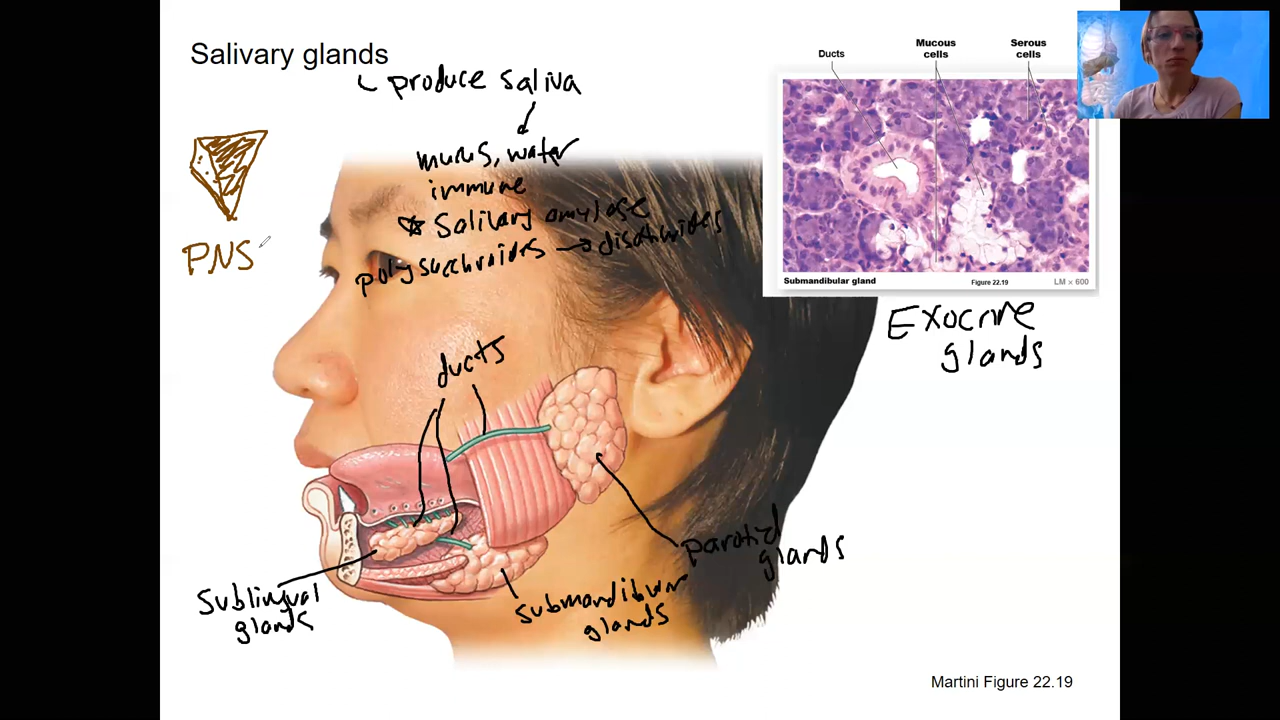 Salivary glands
produce saliva
mucus, water
immune
Salivary amylase
polysaccharides → disaccharides
PNS
ducts
Sublingual
glands
submandibular
glands
parotid
glands
Ducts
Mucous
cells
Serous
cells
Submandibular gland
Figure 22.19
LM × 600
Exocrine
glands
Martini Figure 22.19